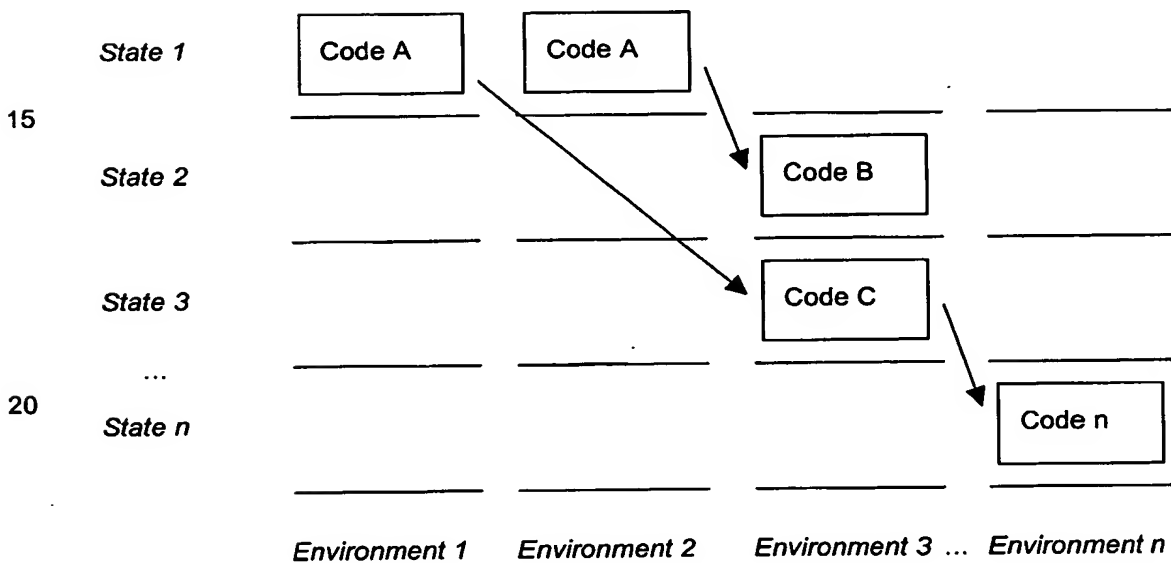 State 1 Code A Code A
15
State 2 Code B
State 3 Code C
...
20
State n Code n
Environment 1 Environment 2 Environment 3 ... Environment n